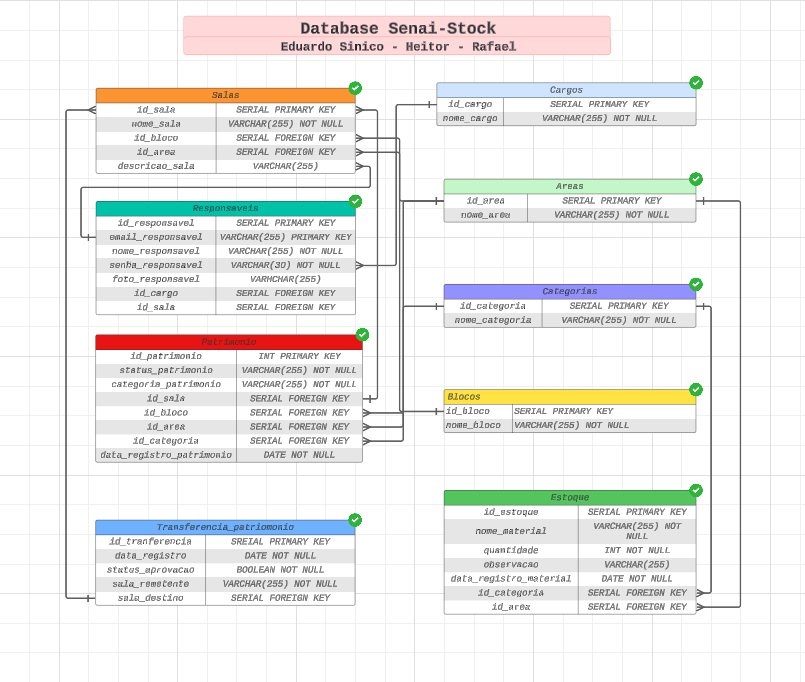 Database Senai-Stock
Eduardo Sinico - Heitor - Rafael
Salas
id_sala SERIAL PRIMARY KEY
nome_sala VARCHAR(255) NOT NULL
id_bloco SERIAL FOREIGN KEY
id_area SERIAL FOREIGN KEY
descricao_sala VARCHAR(255)
Responsaveis
id_responsavel SERIAL PRIMARY KEY
email_responsavel VARCHAR(255) PRIMARY KEY
nome_responsavel VARCHAR(255) NOT NULL
senha_responsavel VARCHAR(30) NOT NULL
foto_responsavel VARHCHAR(255)
id_cargo SERIAL FOREIGN KEY
id_sala SERIAL FOREIGN KEY
Patrimonio
id_patrimonio INT PRIMARY KEY
status_patrimonio VARCHAR(255) NOT NULL
categoria_patrimonio VARCHAR(255) NOT NULL
id_sala SERIAL FOREIGN KEY
id_bloco SERIAL FOREIGN KEY
id_area SERIAL FOREIGN KEY
id_categoria SERIAL FOREIGN KEY
data_registro_patrimonio DATE NOT NULL
Transferencia_patriomonio
id_tranferencia SREIAL PRIMARY KEY
data_registro DATE NOT NULL
status_aprovacao BOOLEAN NOT NULL
sala_remetente VARCHAR(255) NOT NULL
sala_destino SERIAL FOREIGN KEY
Cargos
id_cargo SERIAL PRIMARY KEY
nome_cargo VARCHAR(255) NOT NULL
Areas
id_area SERIAL PRIMARY KEY
nome_area VARCHAR(255) NOT NULL
Categorias
id_categoria SERIAL PRIMARY KEY
nome_categoria VARCHAR(255) NOT NULL
Blocos
id_bloco SERIAL PRIMARY KEY
nome_bloco VARCHAR(255) NOT NULL
Estoque
id_estoque SERIAL PRIMARY KEY
nome_material VARCHAR(255) NOT
NULL
quantidade INT NOT NULL
observacao VARCHAR(255)
data_registro_material DATE NOT NULL
id_categoria SERIAL FOREIGN KEY
id_area SERIAL FOREIGN KEY